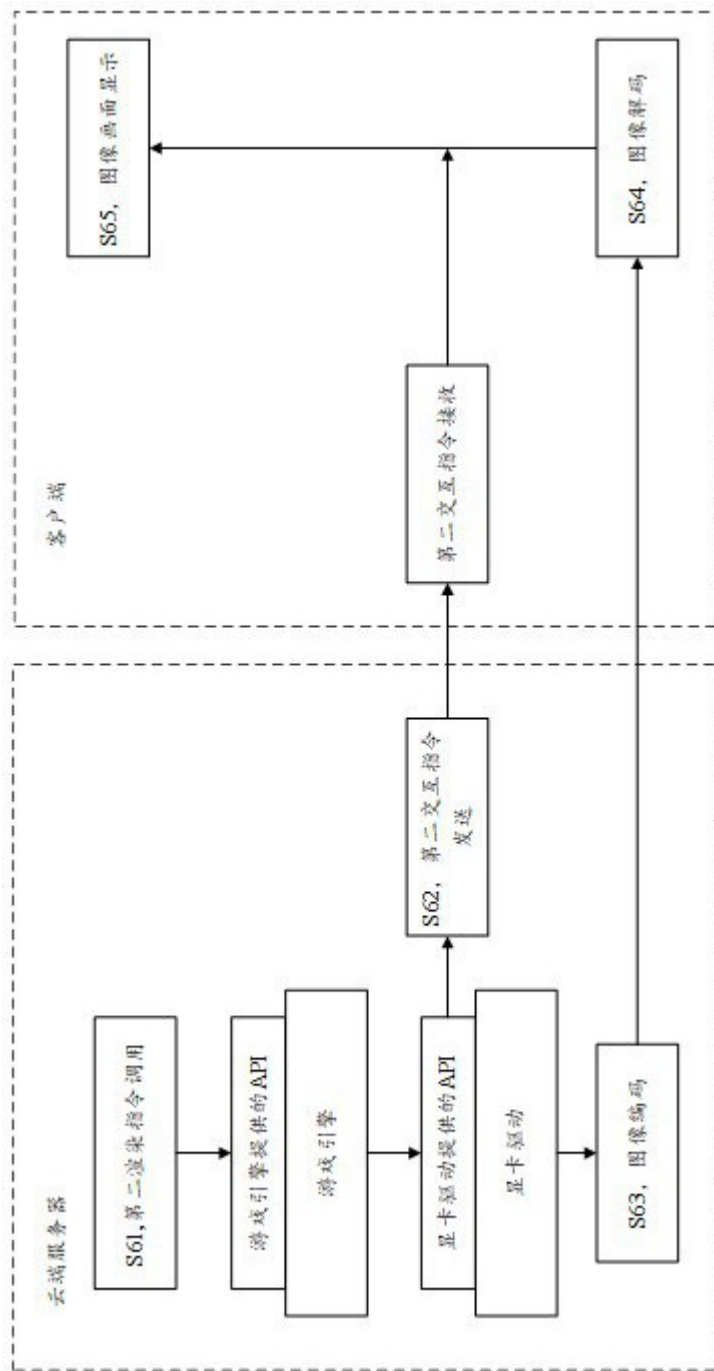 云端服务器
S61,第二渲染指令调用
游戏引擎提供的API
游戏引擎
显卡驱动提供的API
显卡驱动
S63，图像编码
S62，第二交互指令
发送
客户端
第二交互指令接收
S65，图像画面显示
S64，图像解码